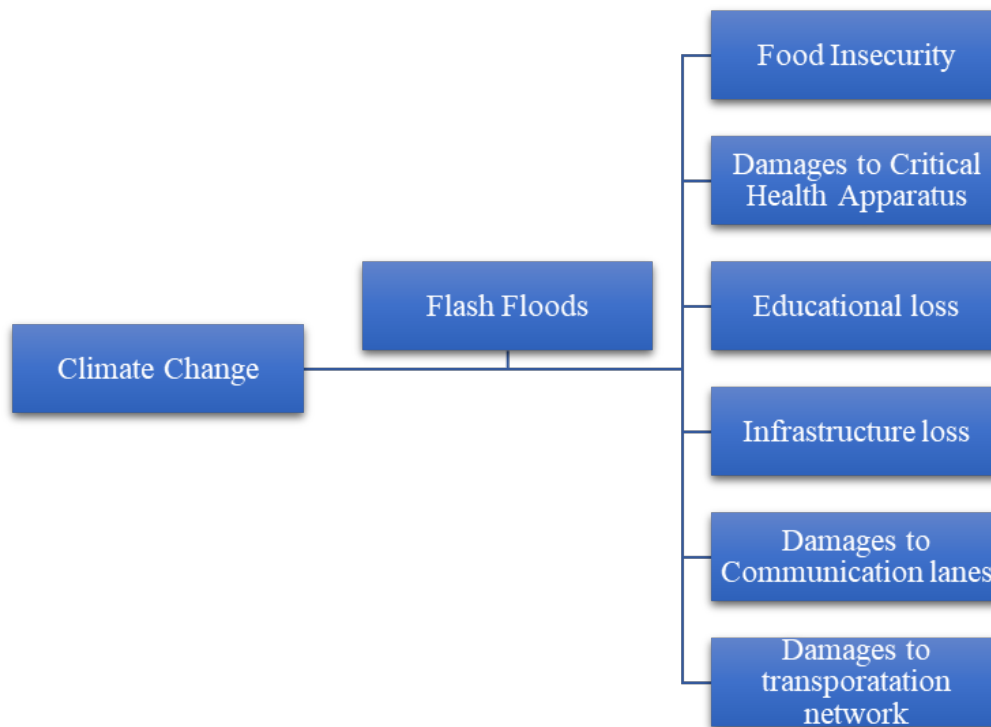 Climate Change
Flash Floods
Food Insecurity
Damages to Critical
Health Apparatus
Educational loss
Infrastructure loss
Damages to
Communication lanes
Damages to
transporatation
network